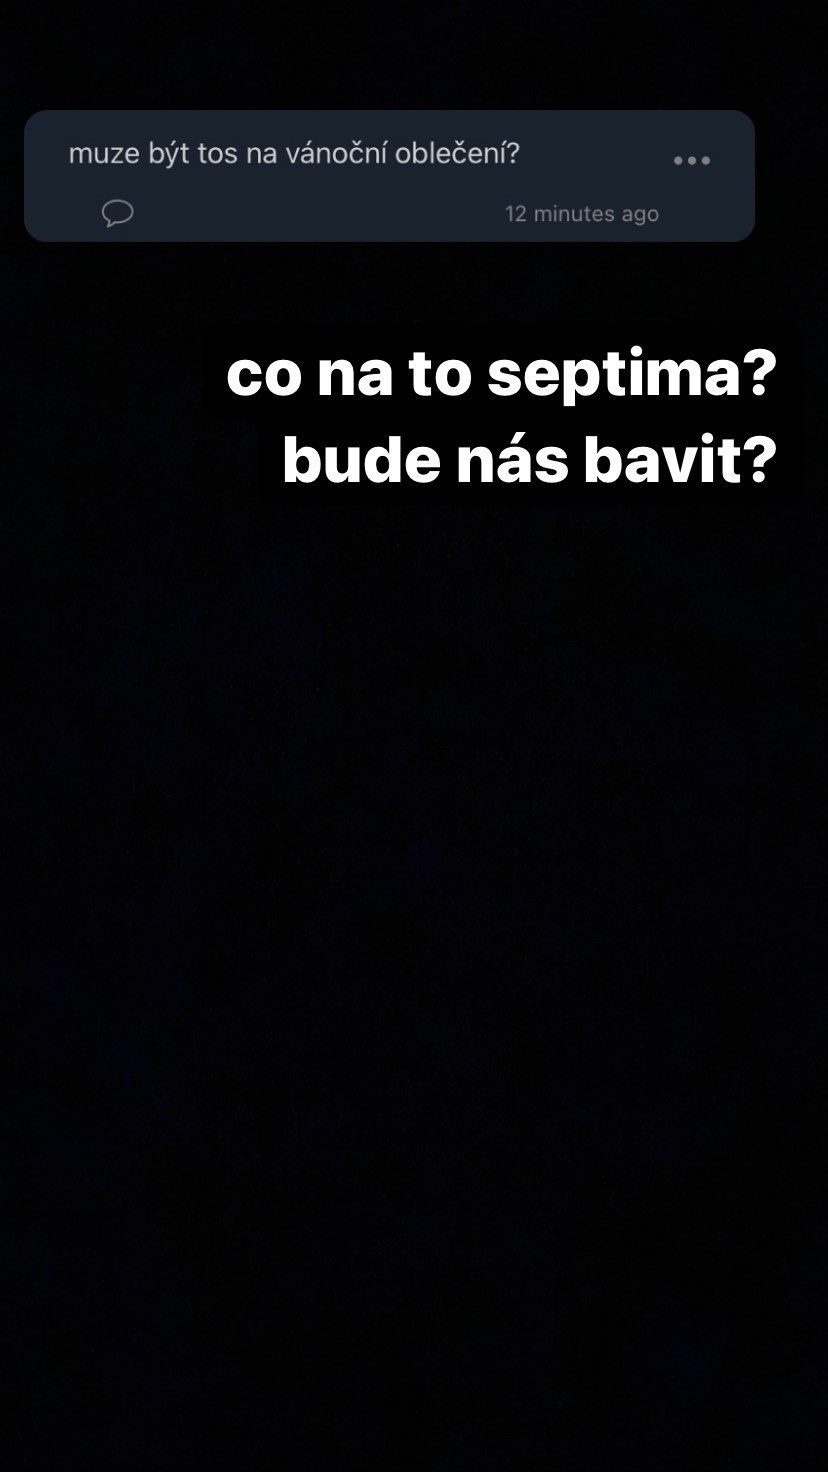 muze být tos na vánoční oblečení?
12 minutes ago
co na to septima?
bude nás bavit?